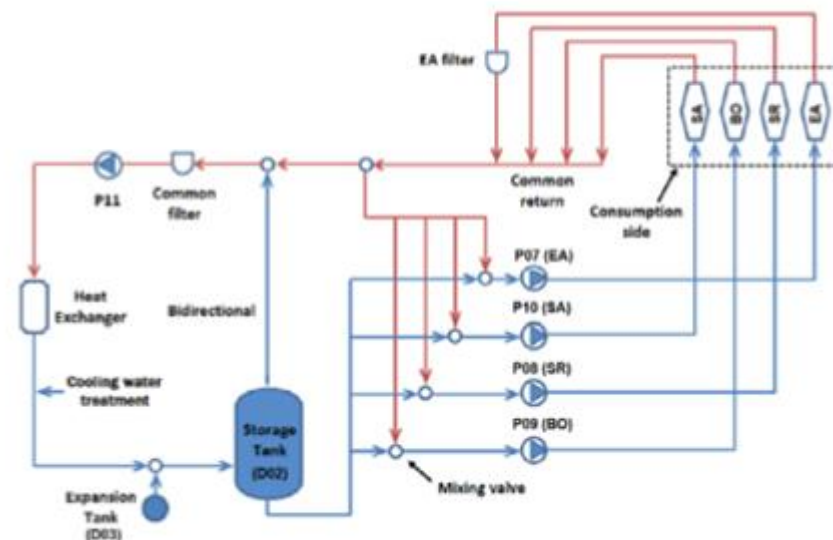 EA filter
SA
BO
SR
EA
P11
Common
filter
Common
return
Consumption
side
P07 (EA)
Heat
Exchanger
Bidirectional
P10 (SA)
Cooling water
treatment
P08 (SR)
Storage
Tank
(D02)
P09 (BO)
Mixing valve
Expansion
Tank
(D03)